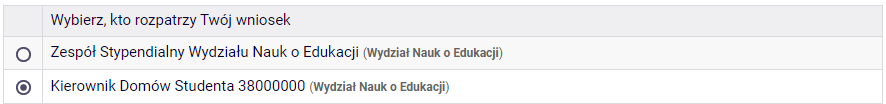 Wybierz, kto rozpatrzy Twój wniosek
Zespół Stypendialny Wydziału Nauk o Edukacji (Wydział Nauk o Edukacji)
Kierownik Domów Studenta 38000000 (Wydział Nauk o Edukacji)